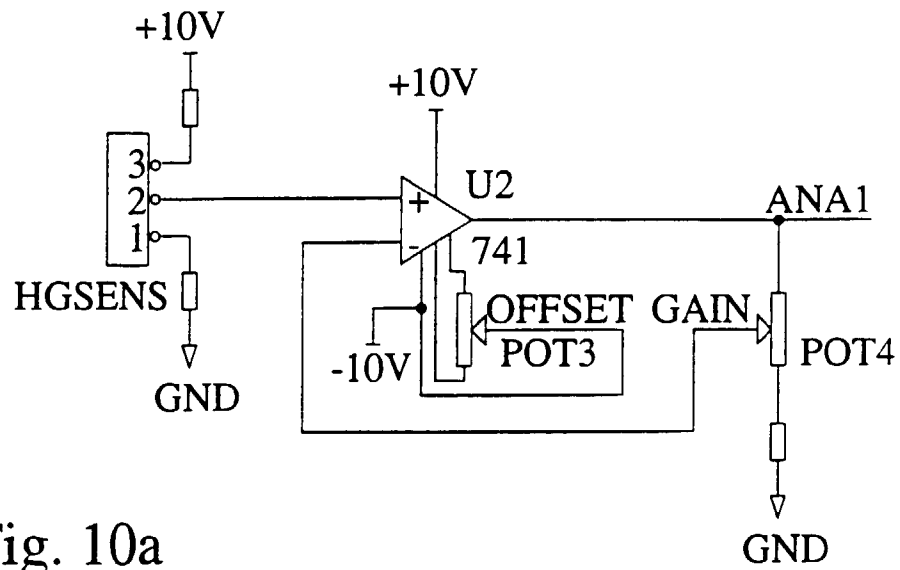 +10V
+10V
3
2
1
+
-
U2
741
ANA1
HGSENS
OFFSET
POT3
GAIN
POT4
-10V
GND
GND
ig. 10a